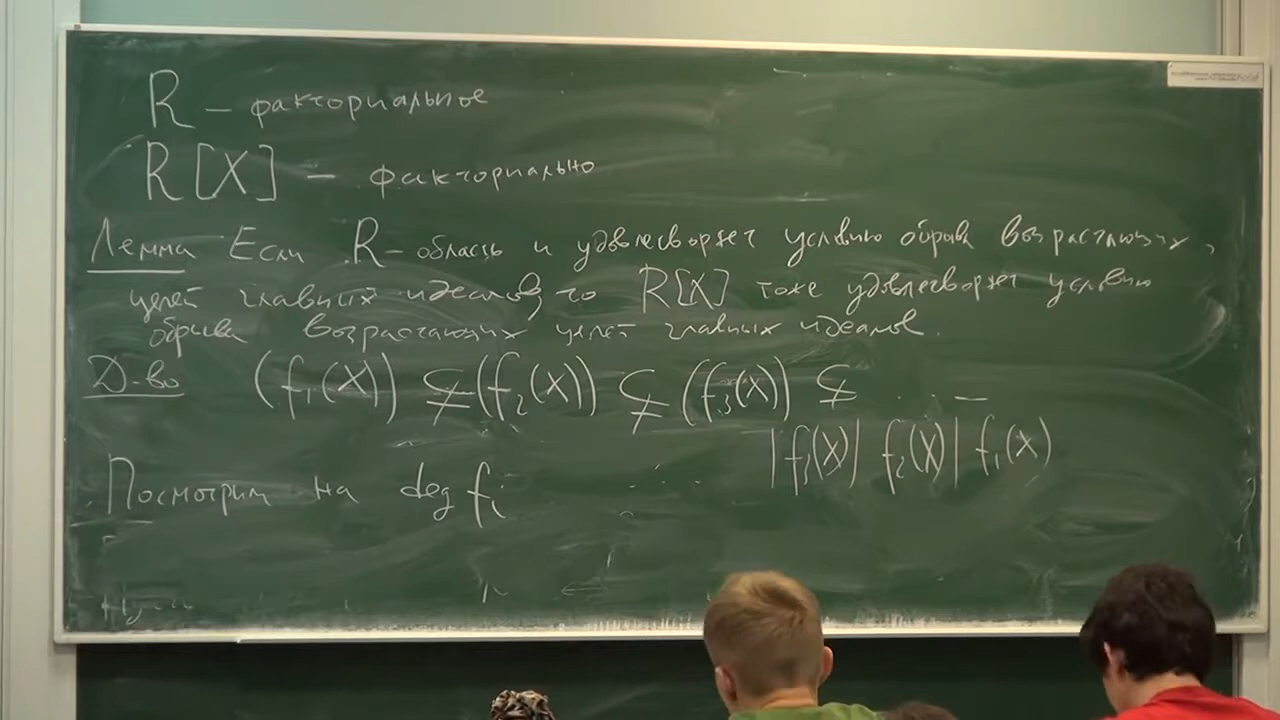 R – факториальное
R[X] – факториально
Лемма Если R – область и удовлетворяет условию обрыва возрастающих
цепей главных идеалов, то R[X] тоже удовлетворяет условию
обрыва возрастающих цепей главных идеалов.
Д-во (f₁(X)) ⊊ (f₂(X)) ⊊ (f₃(X)) ⊊ ...
| f₃(X) | f₂(X) | f₁(X)
Посмотрим на deg fᵢ